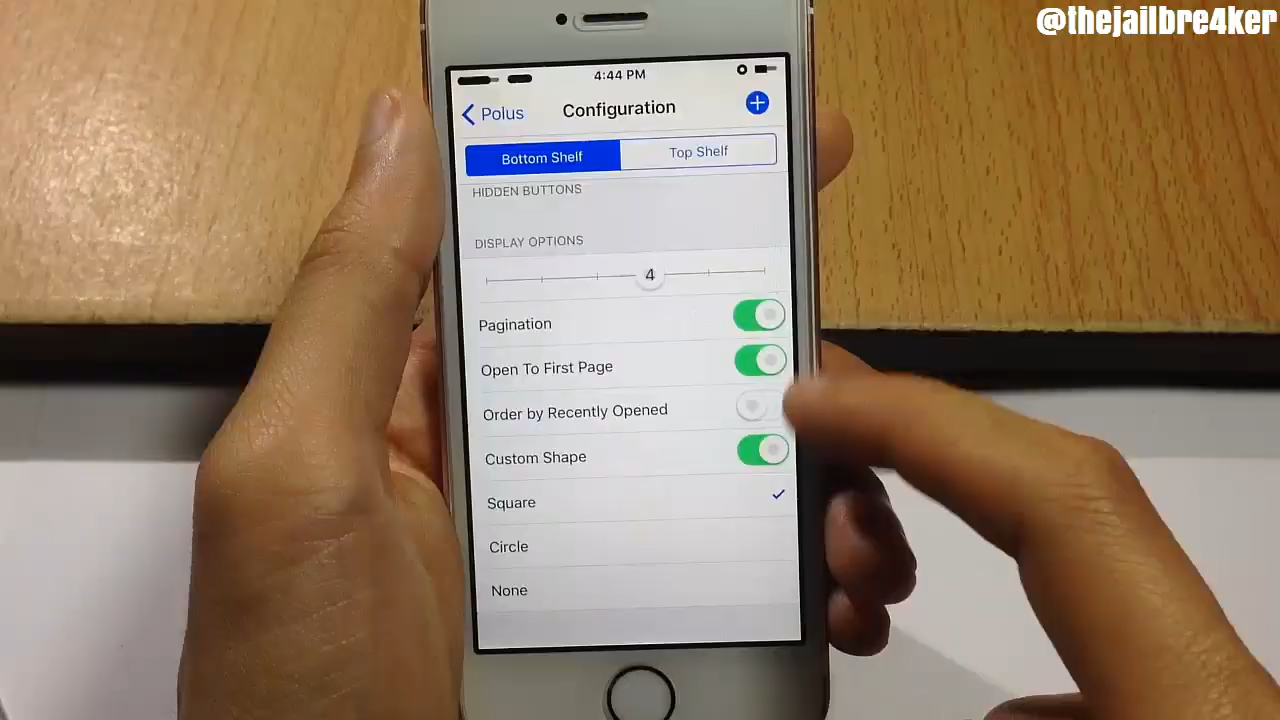 @thejailbre4ker
4:44 PM
Polus
Configuration
Bottom Shelf
Top Shelf
HIDDEN BUTTONS
DISPLAY OPTIONS
4
Pagination
Open To First Page
Order by Recently Opened
Custom Shape
Square
Circle
None